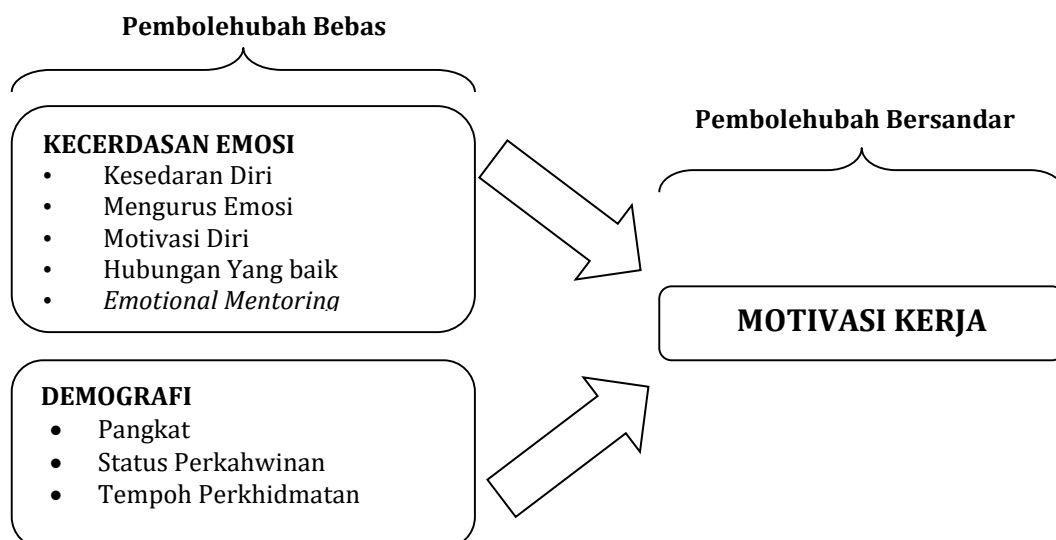 Pembolehubah Bebas
KECERDASAN EMOSI
• Kesedaran Diri
• Mengurus Emosi
• Motivasi Diri
• Hubungan Yang baik
• Emotional Mentoring
DEMOGRAFI
• Pangkat
• Status Perkahwinan
• Tempoh Perkhidmatan
Pembolehubah Bersandar
MOTIVASI KERJA